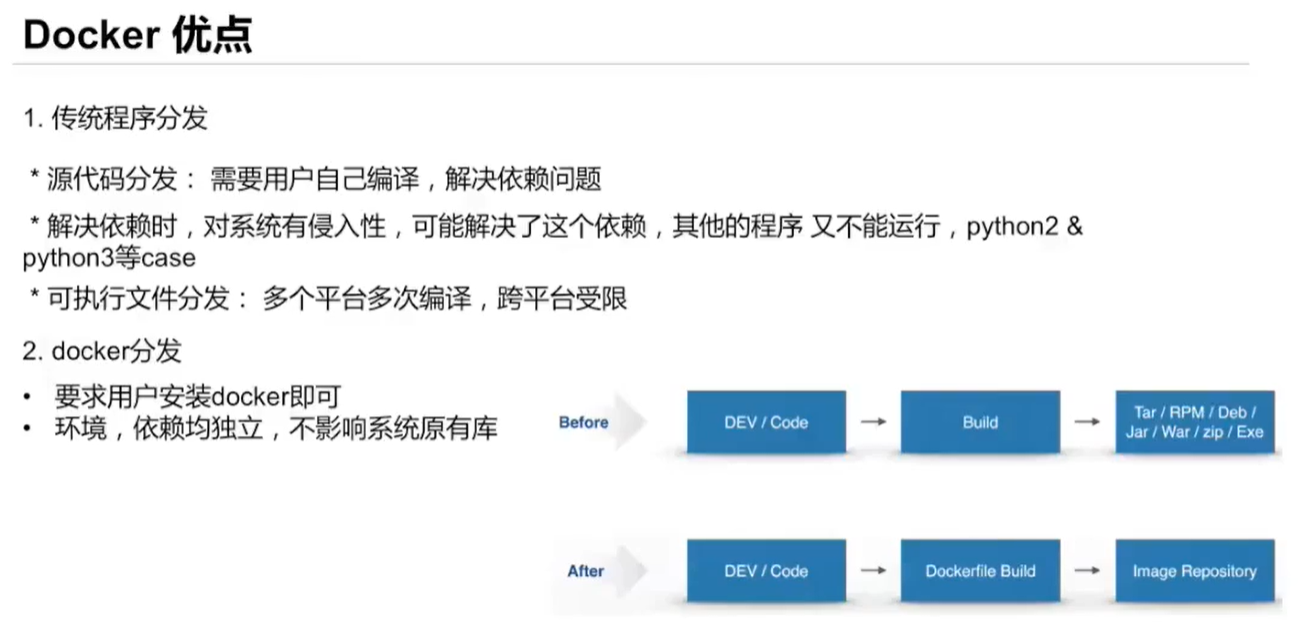 Docker 优点
1. 传统程序分发
* 源代码分发： 需要用户自己编译，解决依赖问题
* 解决依赖时，对系统有侵入性，可能解决了这个依赖，其他的程序 又不能运行，python2 &
python3等case
* 可执行文件分发： 多个平台多次编译，跨平台受限
2. docker分发
• 要求用户安装docker即可
• 环境，依赖均独立，不影响系统原有库
Before
DEV / Code
Build
Tar / RPM / Deb /
Jar / War / zip / Exe
After
DEV / Code
Dockerfile Build
Image Repository